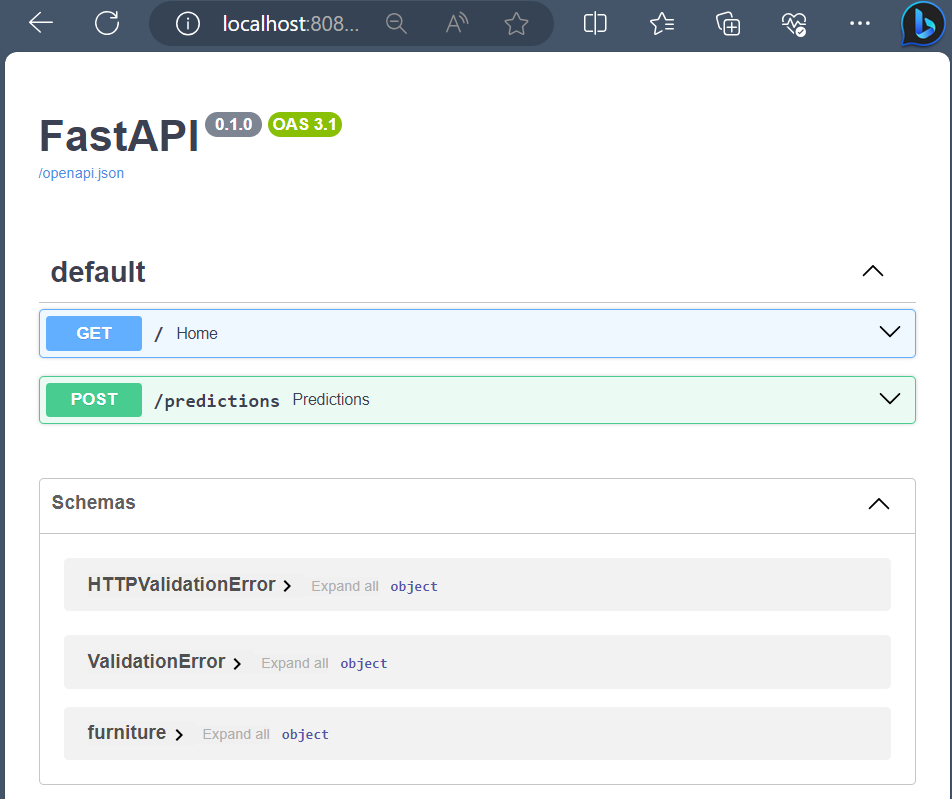 localhost:808...
FastAPI 0.1.0 OAS 3.1
/openapi.json
default
GET / Home
POST /predictions Predictions
Schemas
HTTPValidationError Expand all object
ValidationError Expand all object
furniture Expand all object